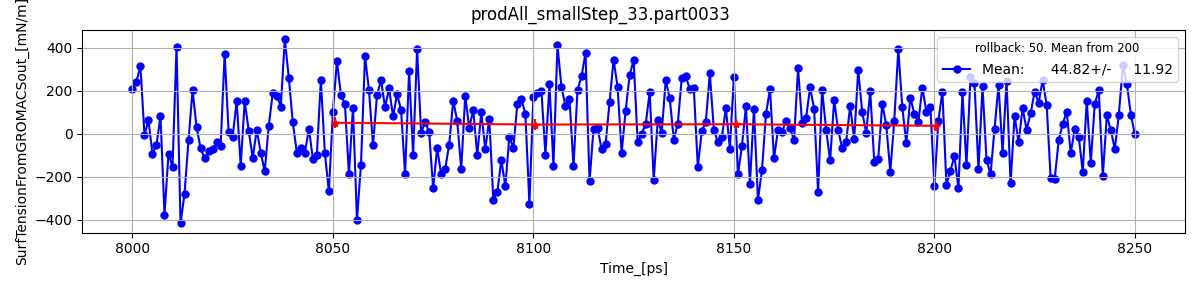 prodAll_smallStep_33.part0033
SurfTensionFromGROMACSout_[mN/m]
400
200
0
−200
−400
rollback: 50. Mean from 200
Mean: 44.82+/- 11.92
8000
8050
8100
8150
8200
8250
Time_[ps]